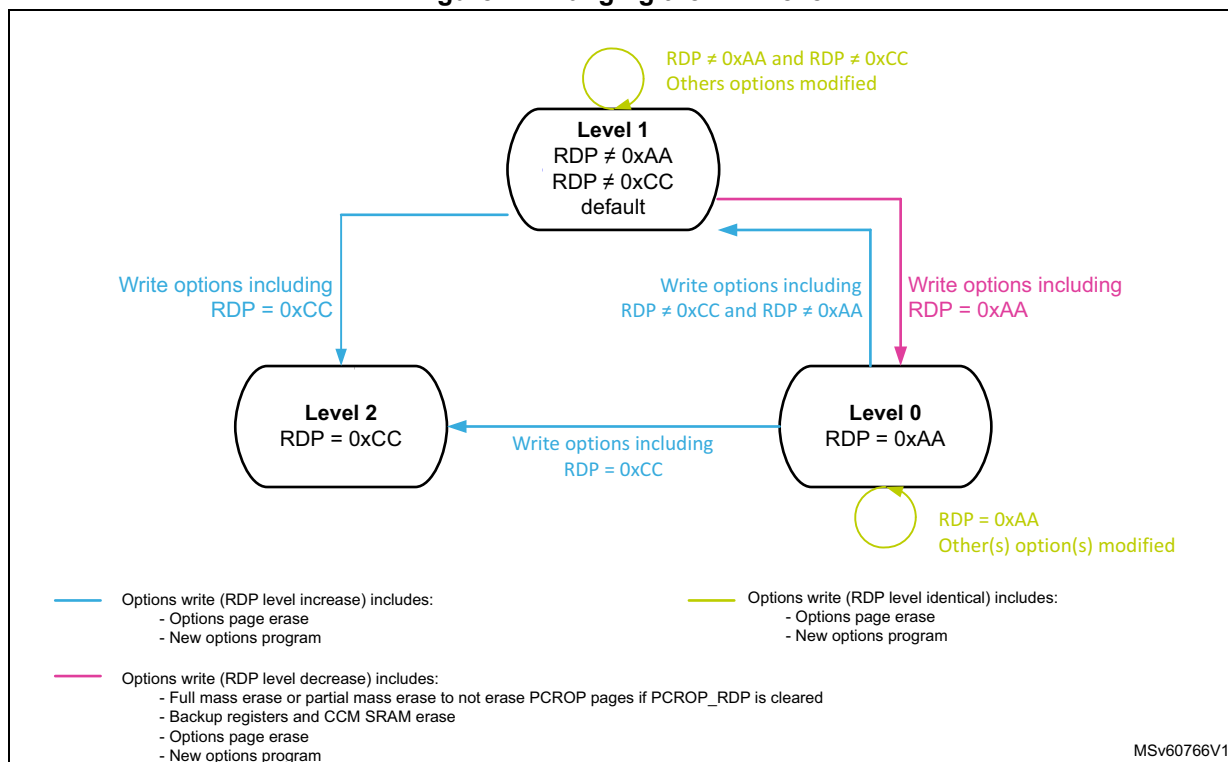 RDP ≠ 0xAA and RDP ≠ 0xCC
Others options modified
Level 1
RDP ≠ 0xAA
RDP ≠ 0xCC
default
Write options including
RDP = 0xCC
Write options including
RDP ≠ 0xCC and RDP ≠ 0xAA
Write options including
RDP = 0xAA
Level 2
RDP = 0xCC
Level 0
RDP = 0xAA
Write options including
RDP = 0xCC
RDP = 0xAA
Other(s) option(s) modified
Options write (RDP level increase) includes:
- Options page erase
- New options program
Options write (RDP level identical) includes:
- Options page erase
- New options program
Options write (RDP level decrease) includes:
- Full mass erase or partial mass erase to not erase PCROP pages if PCROP_RDP is cleared
- Backup registers and CCM SRAM erase
- Options page erase
- New options program
MSv60766V1